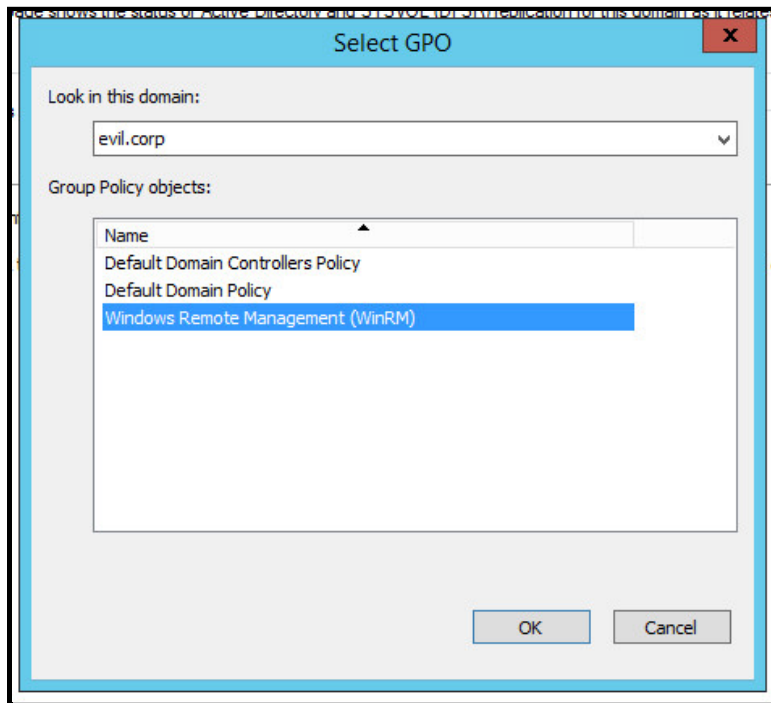 Select GPO
x
Look in this domain:
evil.corp
Group Policy objects:
Name
Default Domain Controllers Policy
Default Domain Policy
Windows Remote Management (WinRM)
OK
Cancel